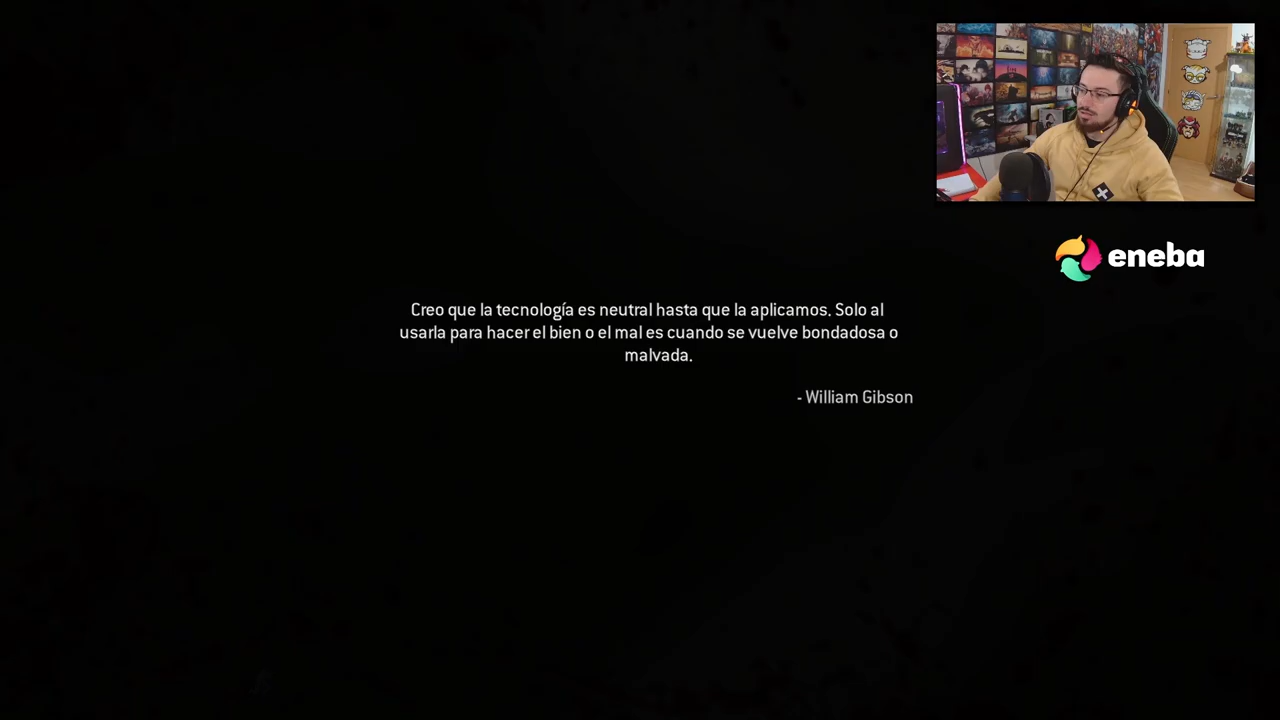 eneba
Creo que la tecnología es neutral hasta que la aplicamos. Solo al
usarla para hacer el bien o el mal es cuando se vuelve bondadosa o
malvada.
- William Gibson